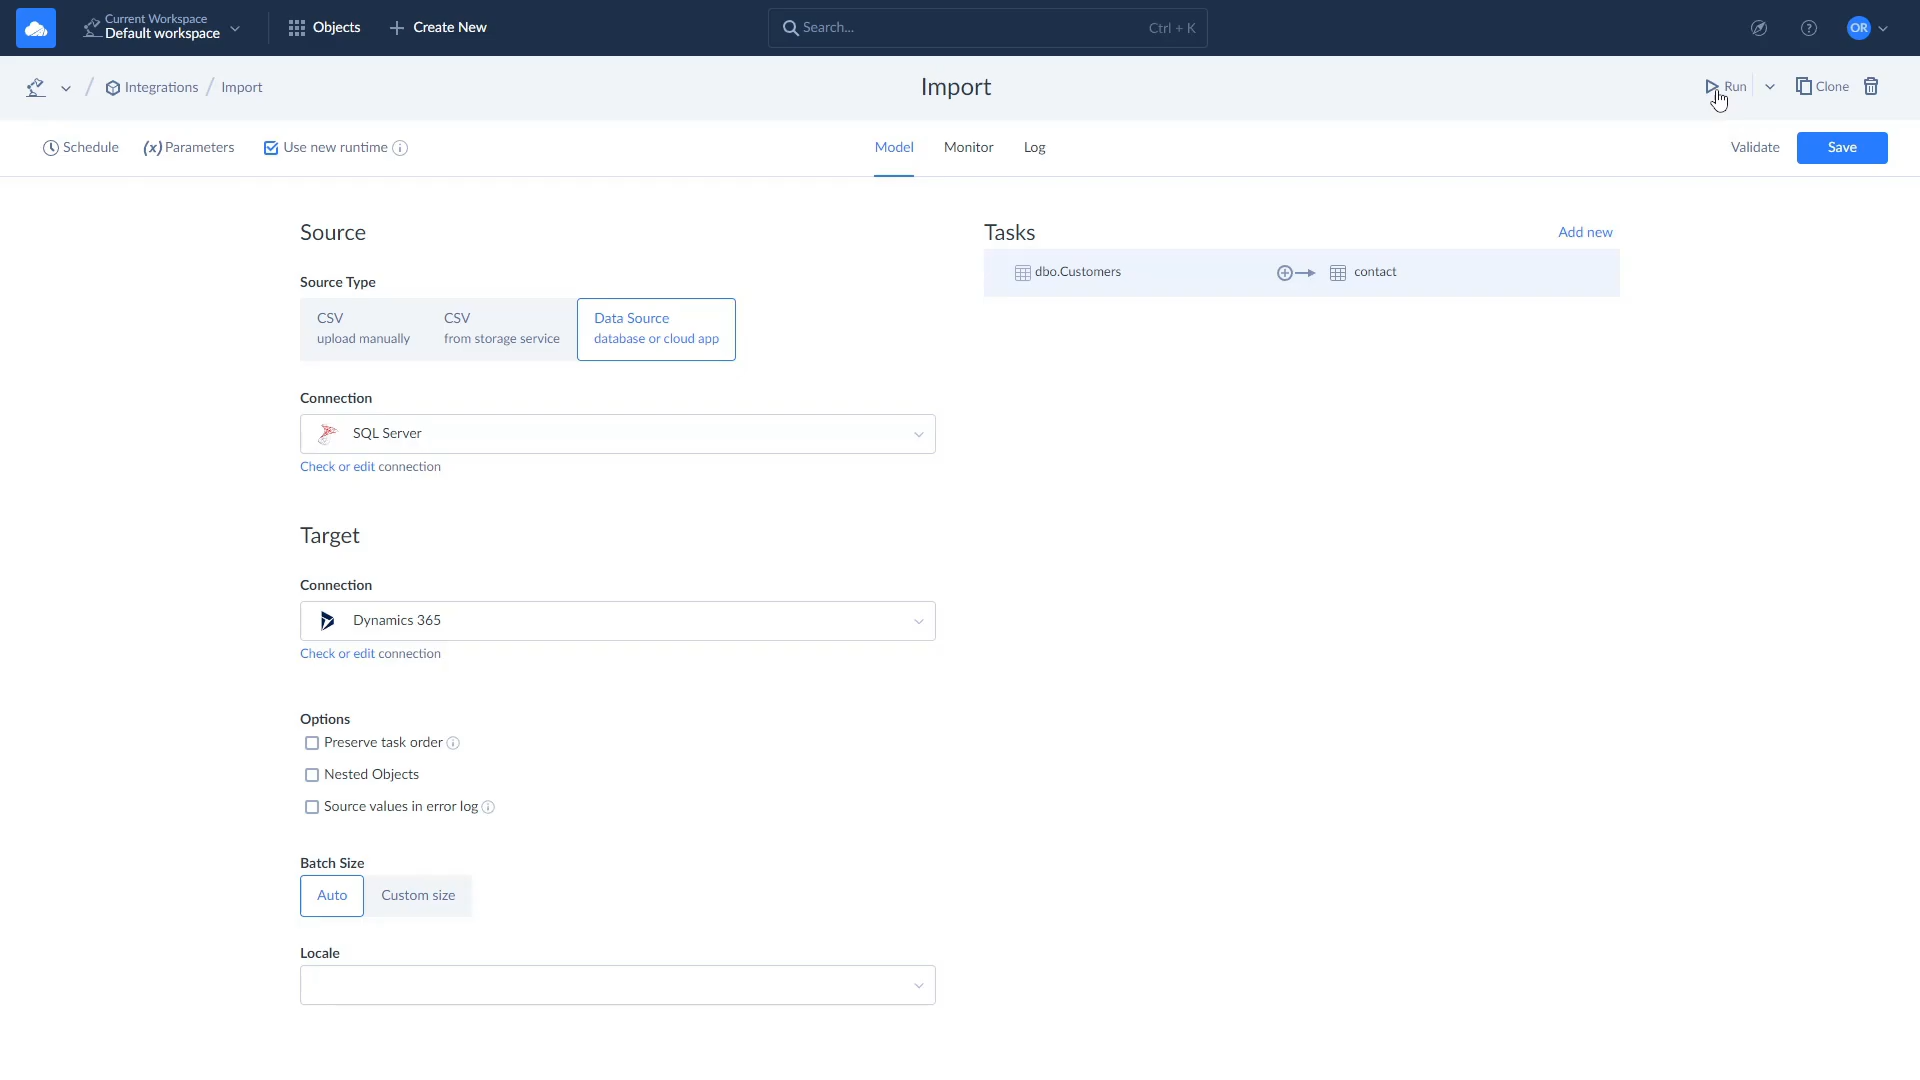 Current Workspace
Default workspace
Objects
Create New
Search...
Ctrl + K
OR
Integrations / Import
Import
Run
Clone
Schedule
(x) Parameters
Use new runtime
Model
Monitor
Log
Validate
Save
Source
Source Type
CSV
upload manually
CSV
from storage service
Data Source
database or cloud app
Connection
SQL Server
Check or edit connection
Target
Connection
Dynamics 365
Check or edit connection
Options
Preserve task order
Nested Objects
Source values in error log
Batch Size
Auto
Custom size
Locale
Tasks
Add new
dbo.Customers
contact